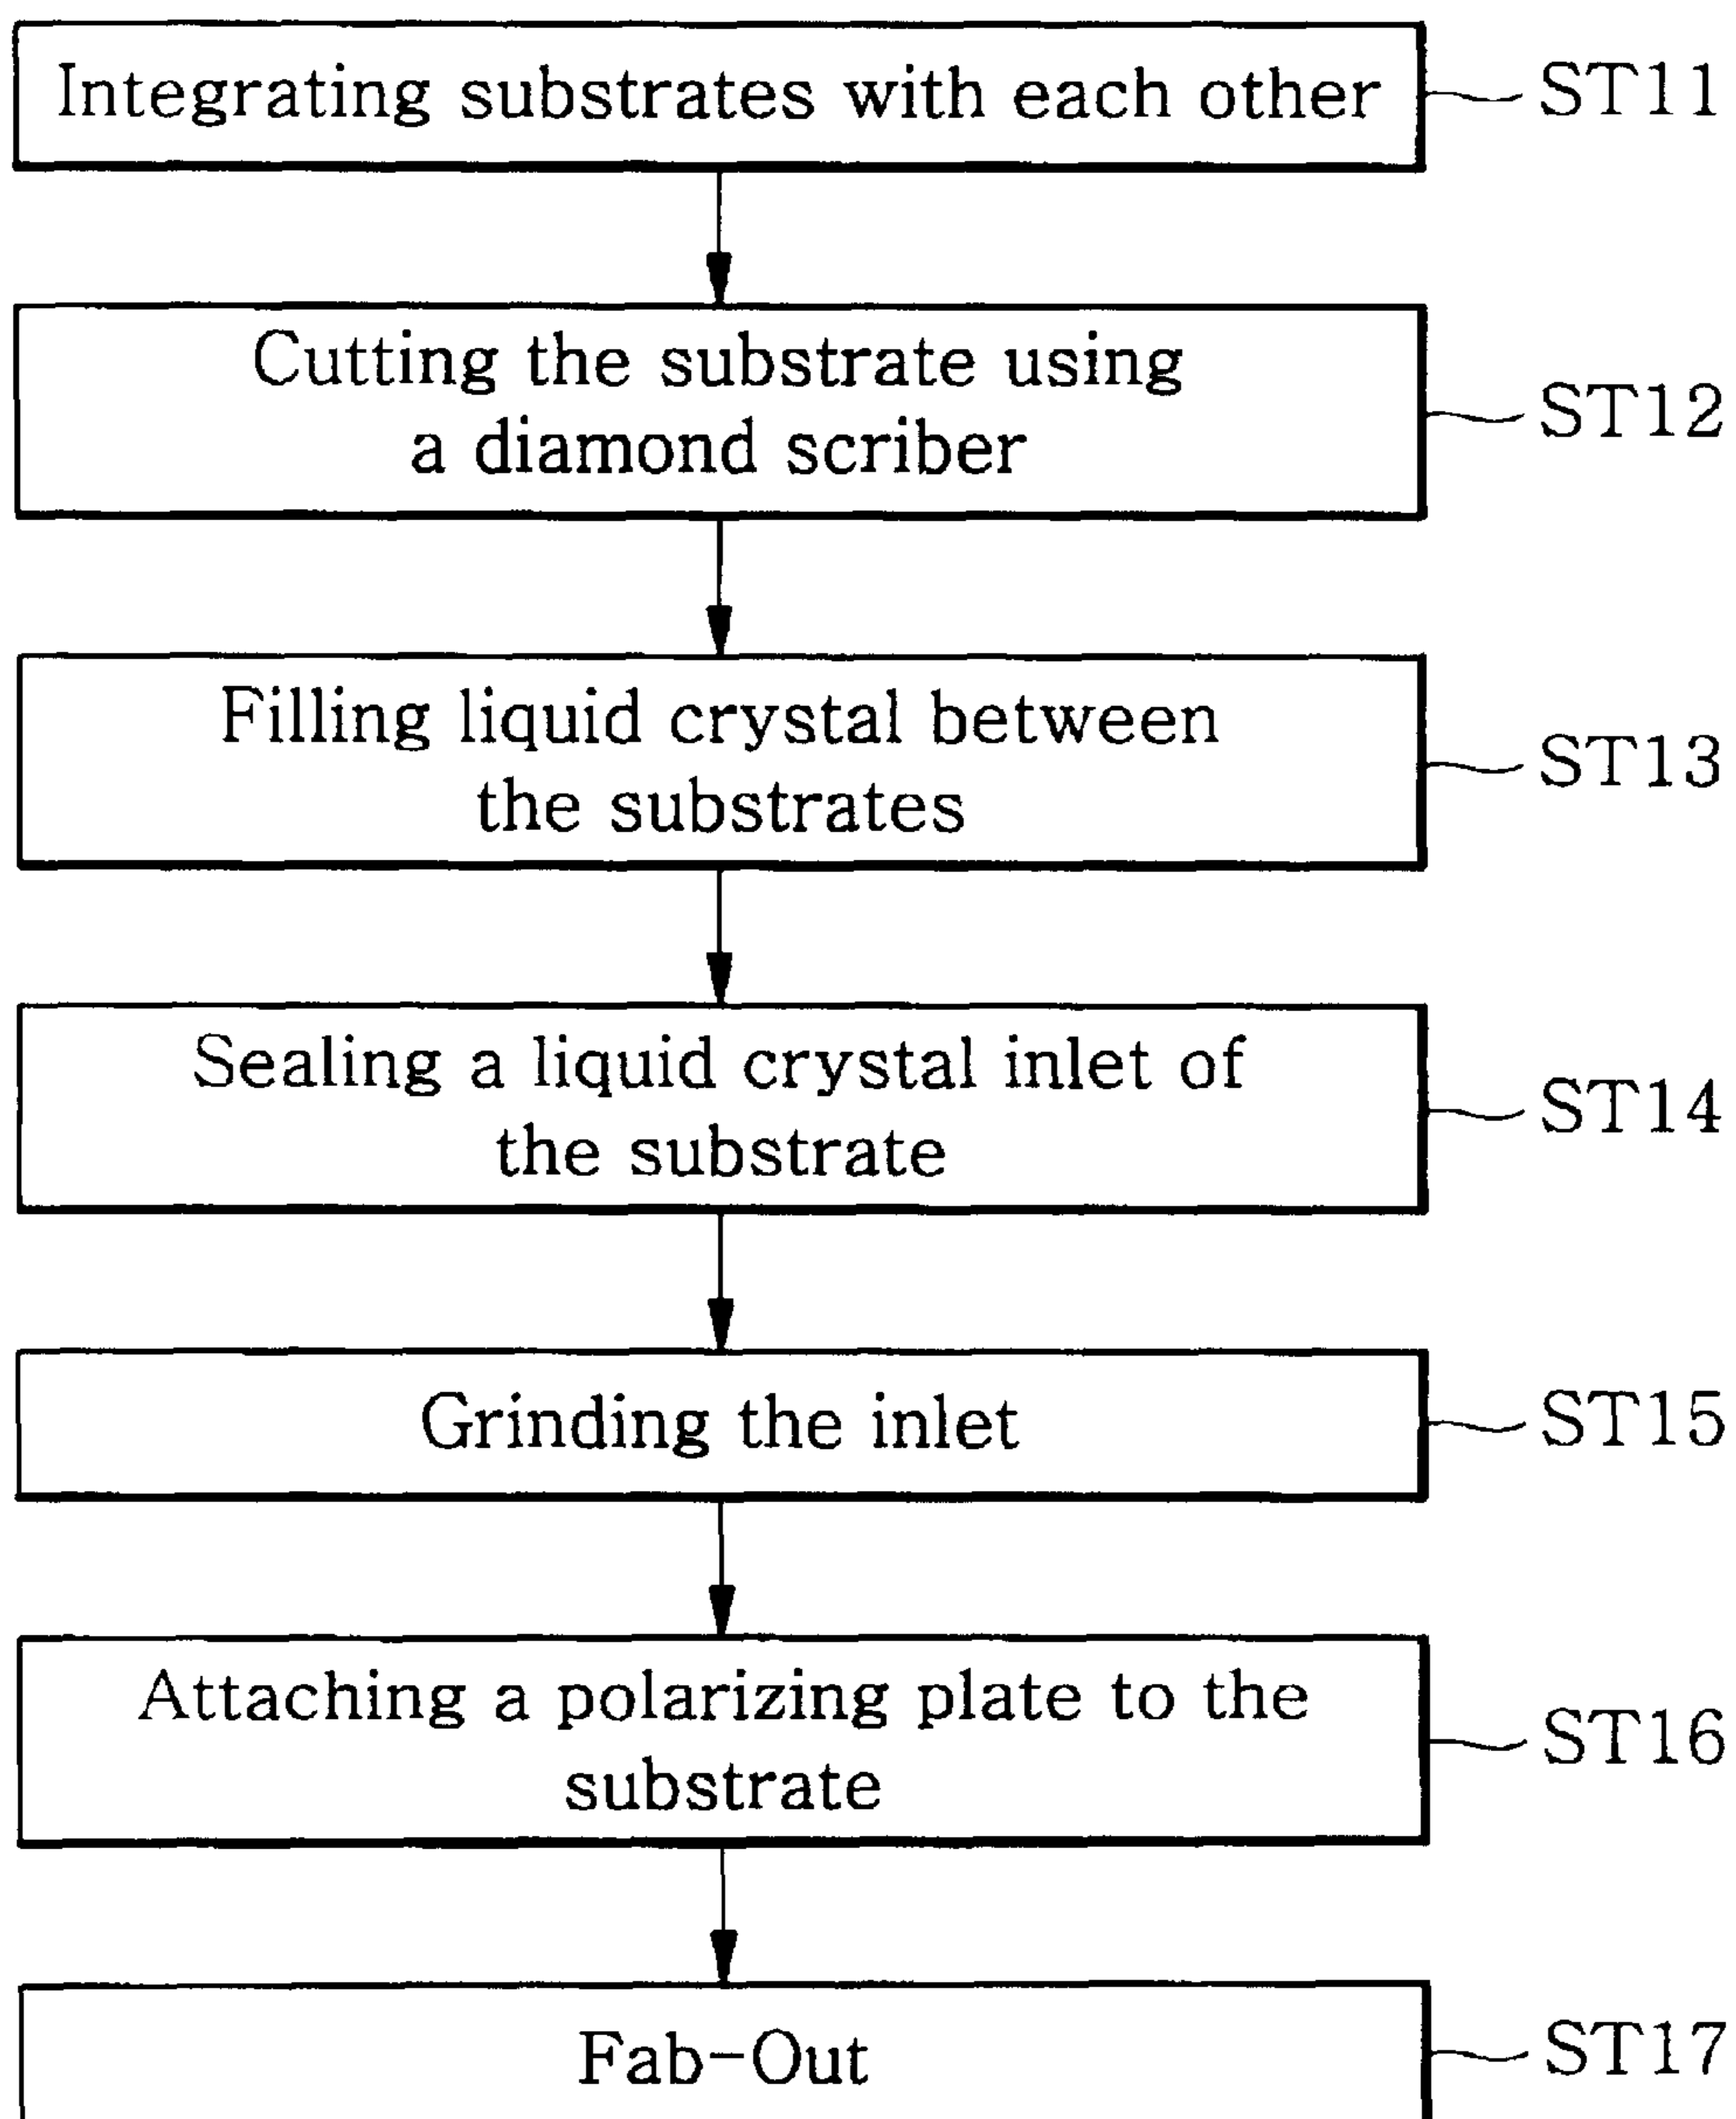 Integrating substrates with each other
ST11
Cutting the substrate using
a diamond scriber
ST12
Filling liquid crystal between
the substrates
ST13
Sealing a liquid crystal inlet of
the substrate
ST14
Grinding the inlet
ST15
Attaching a polarizing plate to the
substrate
ST16
Fab-Out
ST17